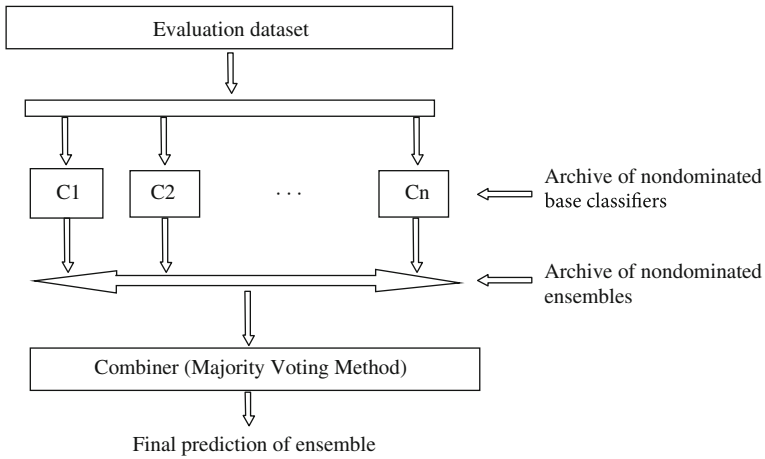 Evaluation dataset
C1
C2
. . .
Cn
Archive of nondominated
base classifiers
Archive of nondominated
ensembles
Combiner (Majority Voting Method)
Final prediction of ensemble